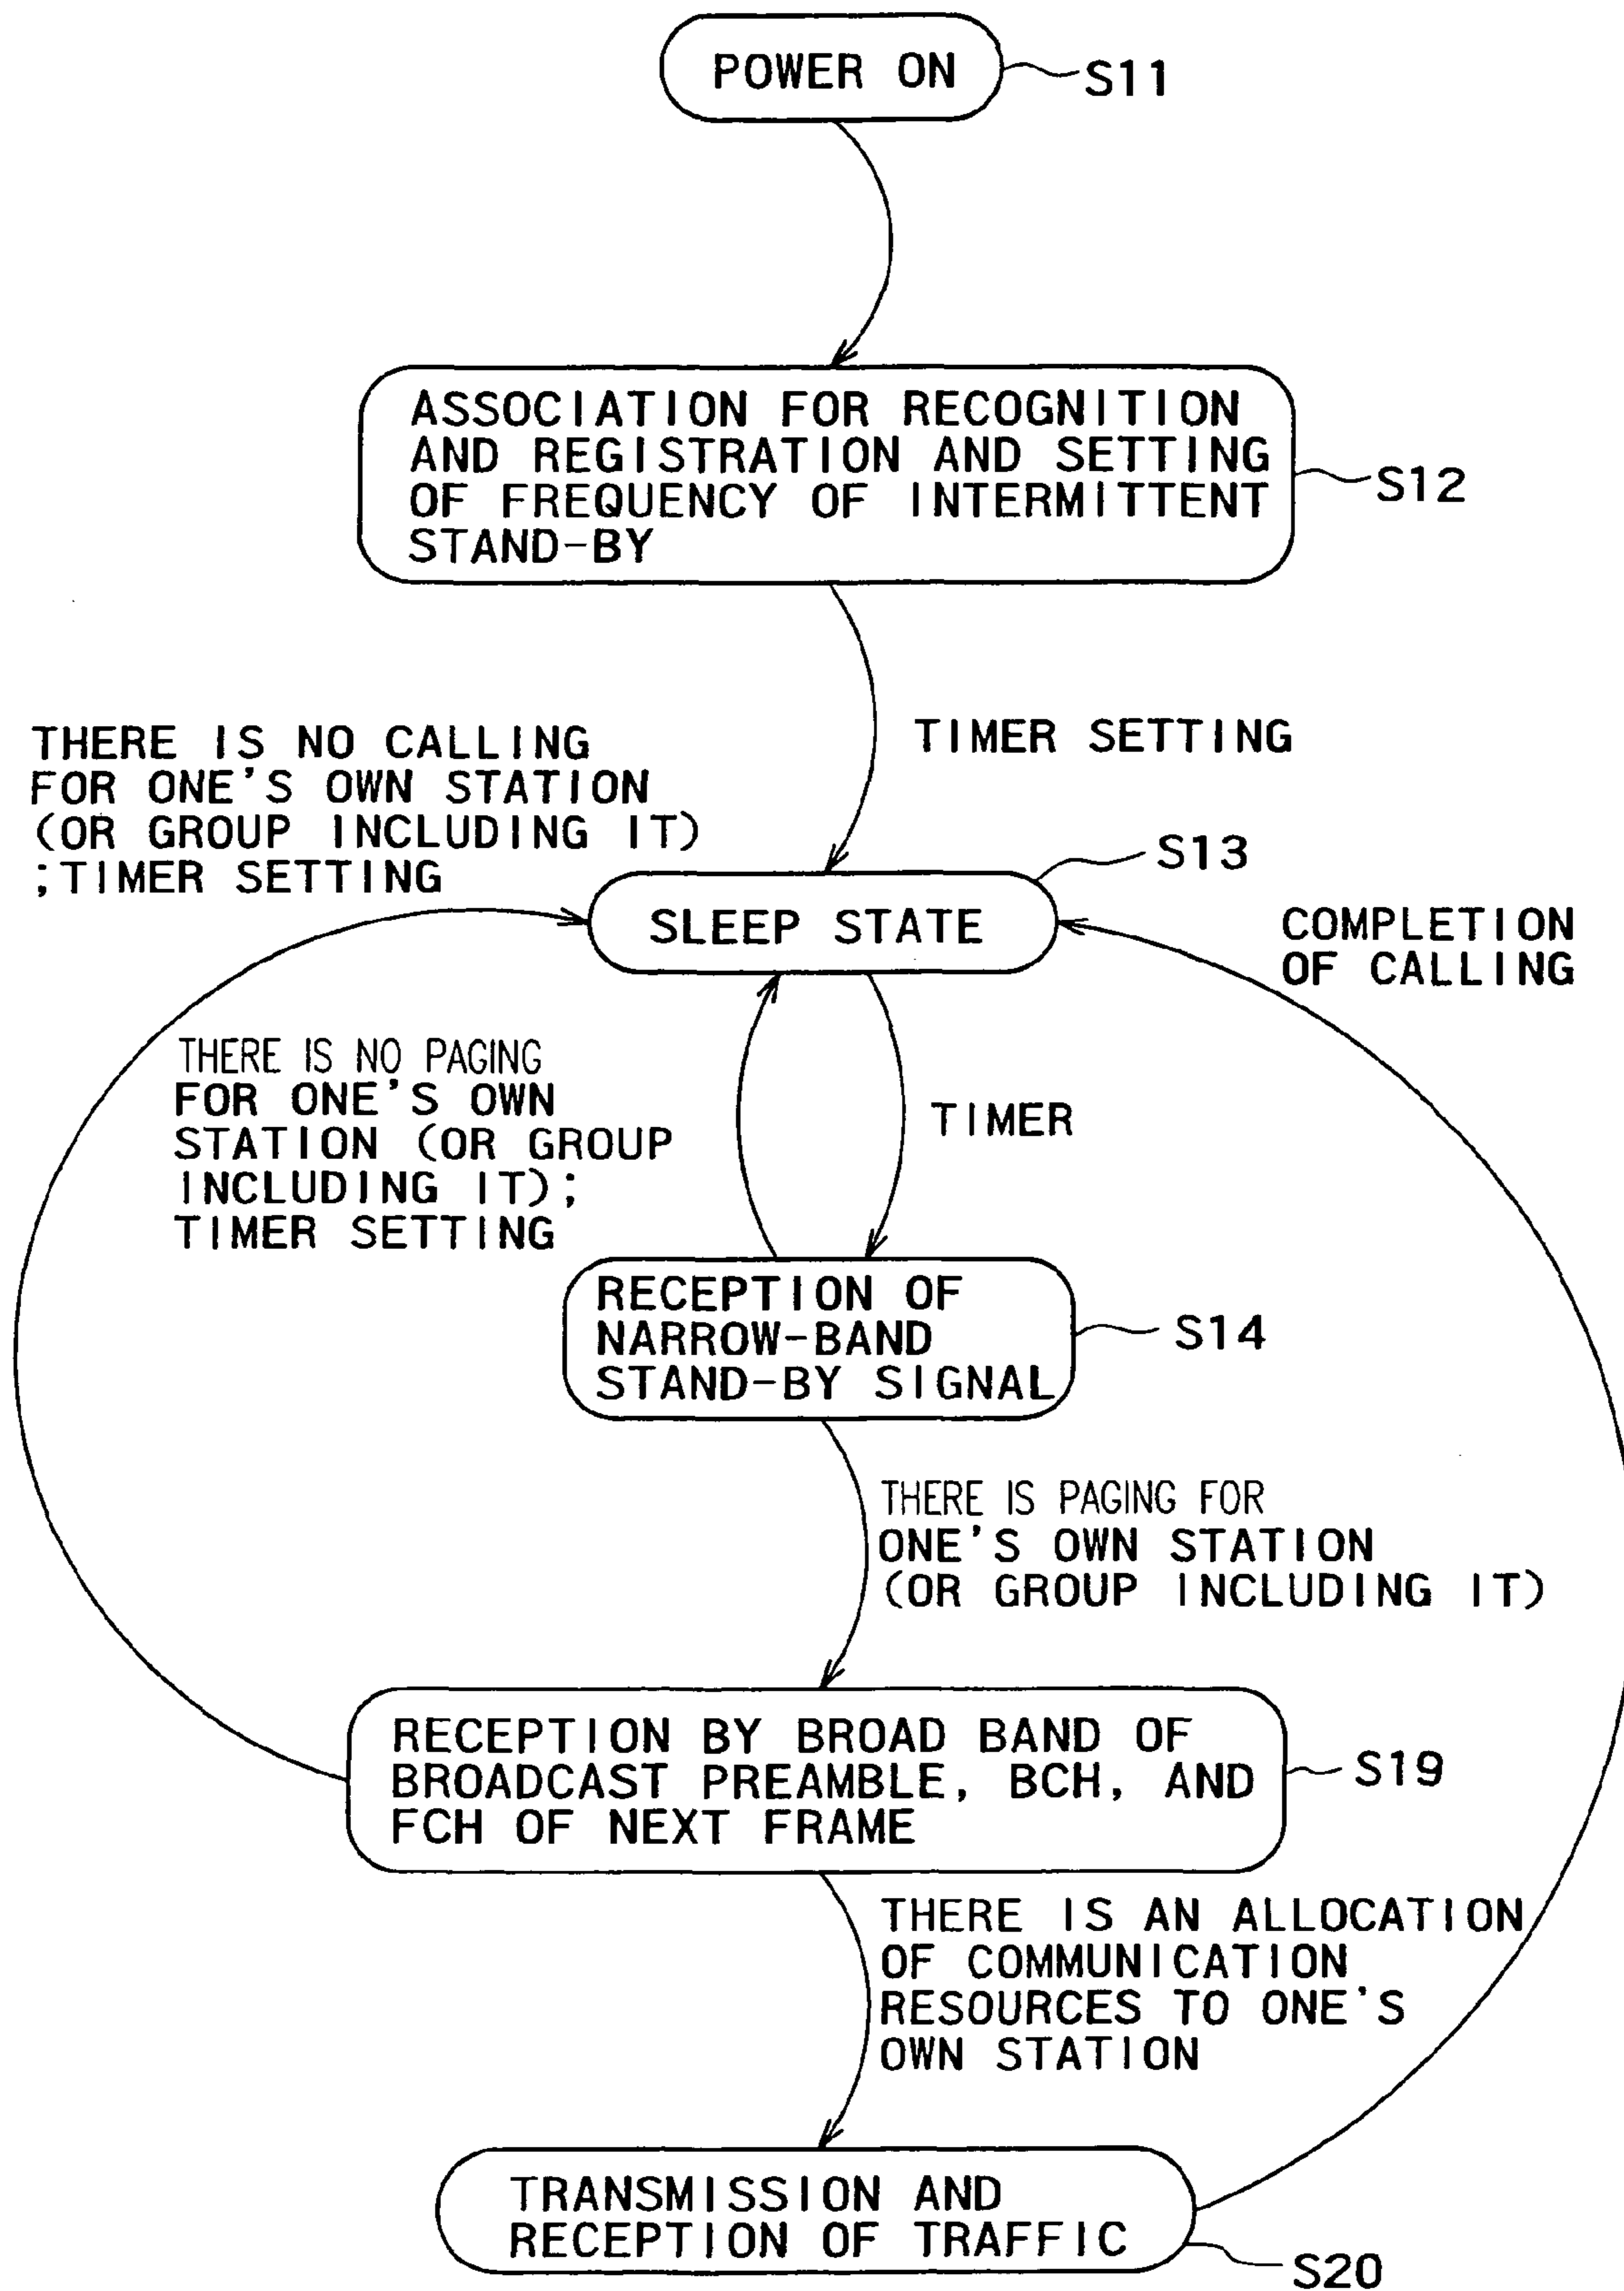 POWER ON
S11
ASSOCIATION FOR RECOGNITION
AND REGISTRATION AND SETTING
OF FREQUENCY OF INTERMITTENT
STAND-BY
S12
TIMER SETTING
THERE IS NO CALLING
FOR ONE'S OWN STATION
(OR GROUP INCLUDING IT)
;TIMER SETTING
S13
SLEEP STATE
COMPLETION
OF CALLING
THERE IS NO PAGING
FOR ONE'S OWN
STATION (OR GROUP
INCLUDING IT);
TIMER SETTING
TIMER
RECEPTION OF
NARROW-BAND
STAND-BY SIGNAL
S14
THERE IS PAGING FOR
ONE'S OWN STATION
(OR GROUP INCLUDING IT)
RECEPTION BY BROAD BAND OF
BROADCAST PREAMBLE, BCH, AND
FCH OF NEXT FRAME
S19
THERE IS AN ALLOCATION
OF COMMUNICATION
RESOURCES TO ONE'S
OWN STATION
TRANSMISSION AND
RECEPTION OF TRAFFIC
S20